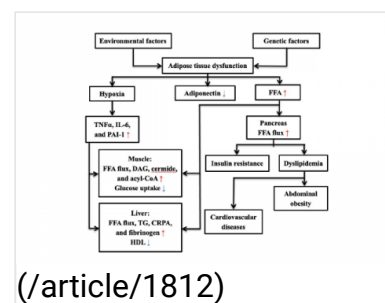 Environmental factors
Genetic factors
Adipose tissue dysfunction
Hypoxia
Adiponectin ↓
FFA ↑
TNFα, IL-6,
and PAI-1 ↑
Pancreas
FFA flux ↑
Muscle:
FFA flux, DAG, cermide,
and acyl-CoA ↑
Glucose uptake ↓
Insulin resistance
Dyslipidemia
Liver:
FFA flux, TG, CRPA,
and fibrinogen ↑
HDL ↓
Abdominal
obesity
Cardiovascular
diseases
(/article/1812)